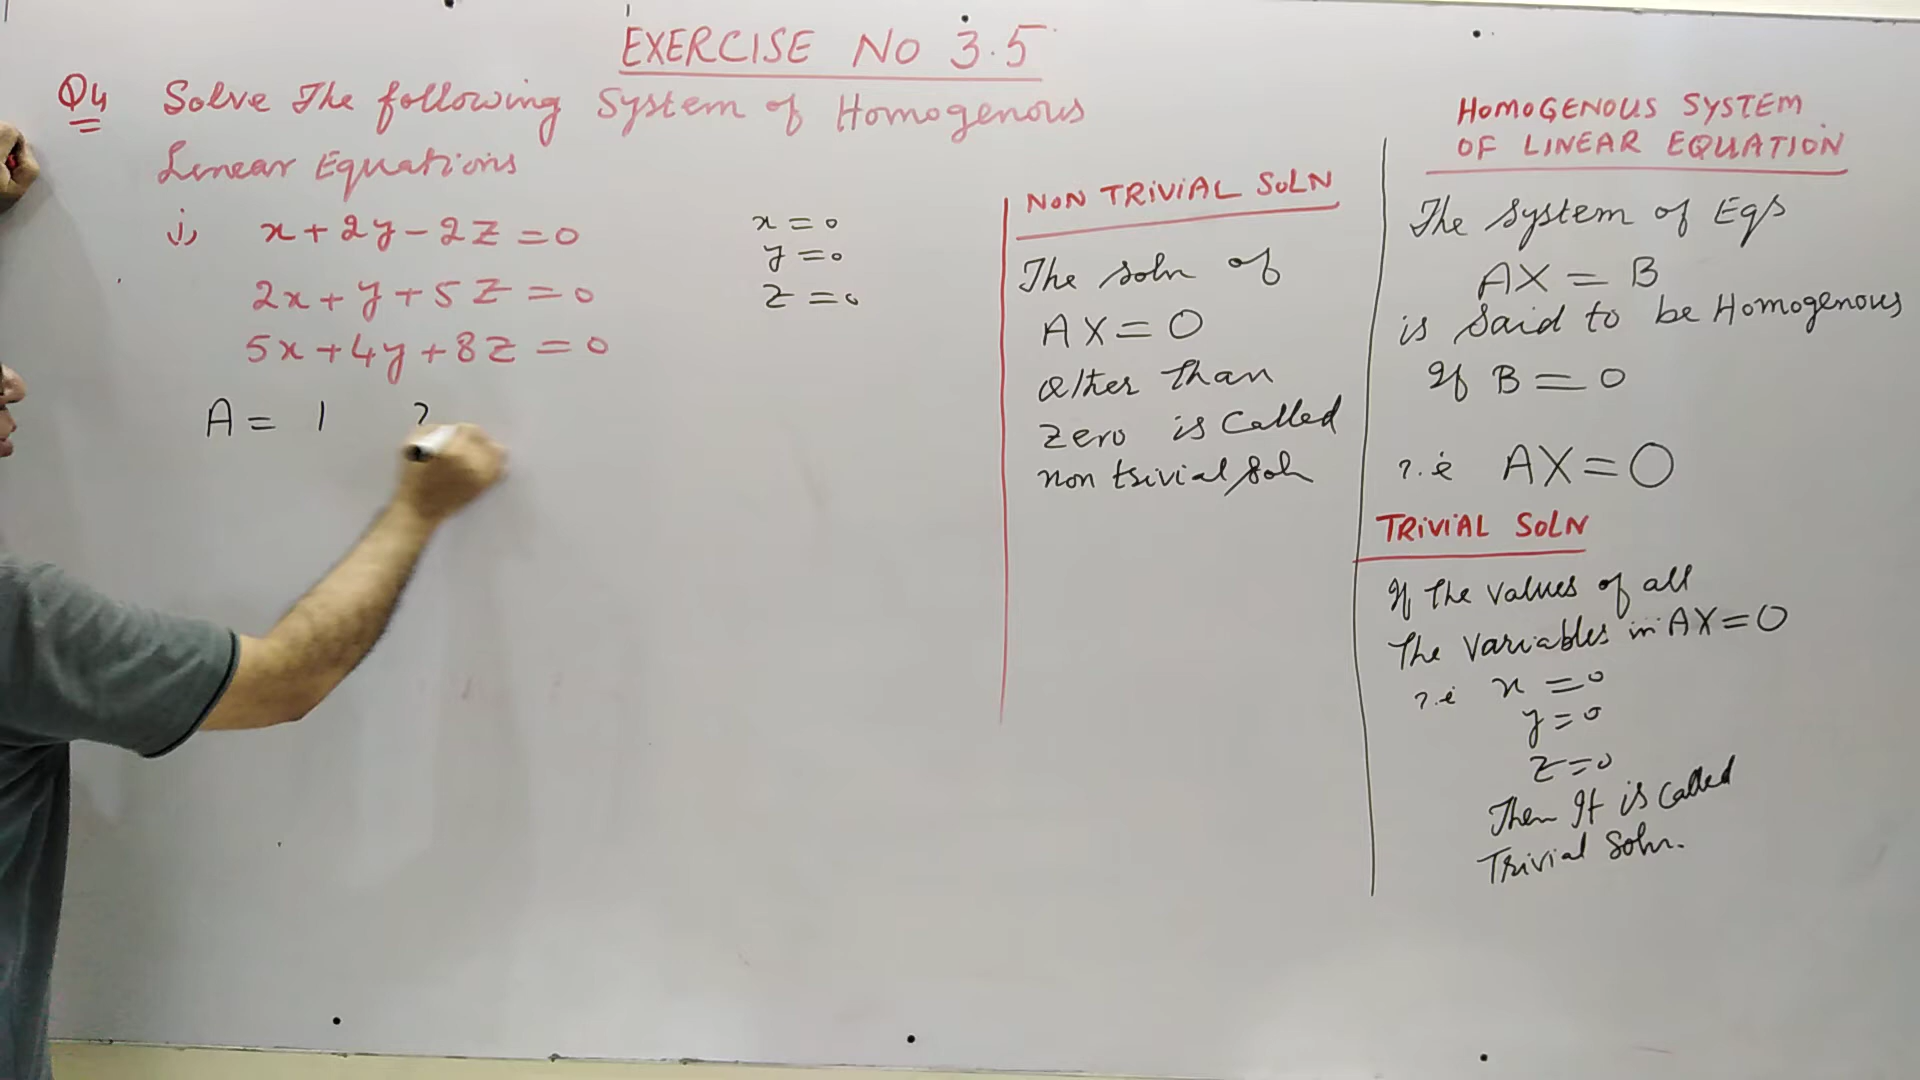 EXERCISE NO 3.5
Q4 Solve The following System of Homogenous
Linear Equations
i) x+2y-2z=0
2x+y+5z=0
5x+4y+8z=0
A= 1 2
x=0
y=0
z=0
NON TRiViAL SOLN
The soln of
AX=O
other than
zero is called
non trivial soln
HOMOGENOUS SYSTEM
OF LINEAR EQUATION
The System of Eqs
AX=B
is said to be Homogenous
If B=0
i.e AX=O
TRiViAL SOLN
If The values of all
The variables in AX=O
i.e x=0
y=0
z=0
Then It is called
Trivial Soln.